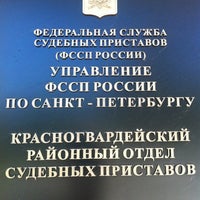 ФЕДЕРАЛЬНАЯ СЛУЖБА
СУДЕБНЫХ ПРИСТАВОВ
(ФССП РОССИИ)
УПРАВЛЕНИЕ
ФССП РОССИИ
ПО САНКТ - ПЕТЕРБУРГУ
КРАСНОГВАРДЕЙСКИЙ
РАЙОННЫЙ ОТДЕЛ
СУДЕБНЫХ ПРИСТАВОВ